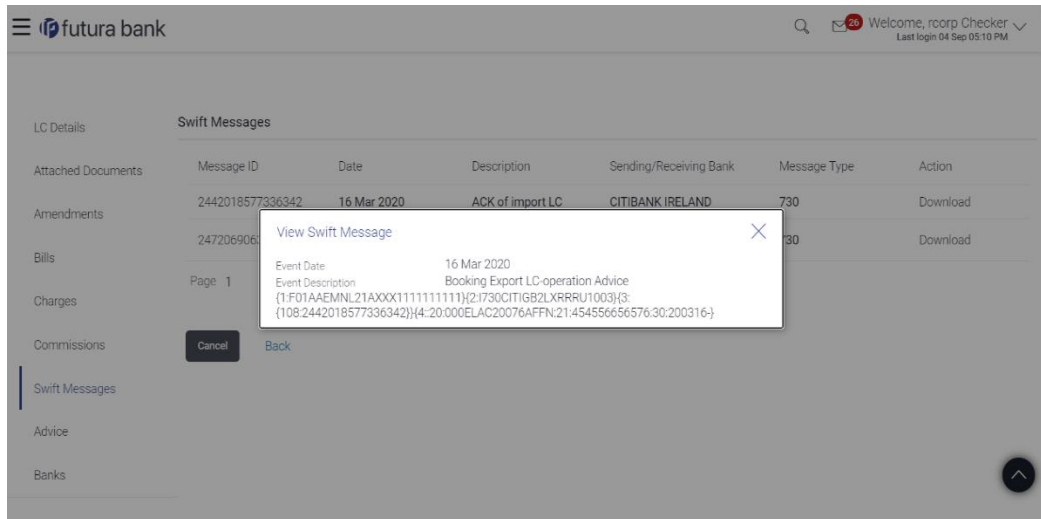 futura bank
26
Welcome, rcorp Checker
Last login 04 Sep 05:10 PM
LC Details
Attached Documents
Amendments
Bills
Charges
Commissions
Swift Messages
Advice
Banks
Swift Messages
Message ID Date Description Sending/Receiving Bank Message Type Action
2442018577336342 16 Mar 2020 ACK of import LC CITIBANK IRELAND 730 Download
Download
Page 1
View Swift Message
Event Date 16 Mar 2020
Event Description Booking Export LC-operation Advice
{1:F01AAEMNL21AXXX1111111111}{2:I730CITIGB2LXRRRU1003}{3:
{108:2442018577336342}}{4::20:000ELAC20076AFFN:21:454556656576:30:200316-}
Cancel Back